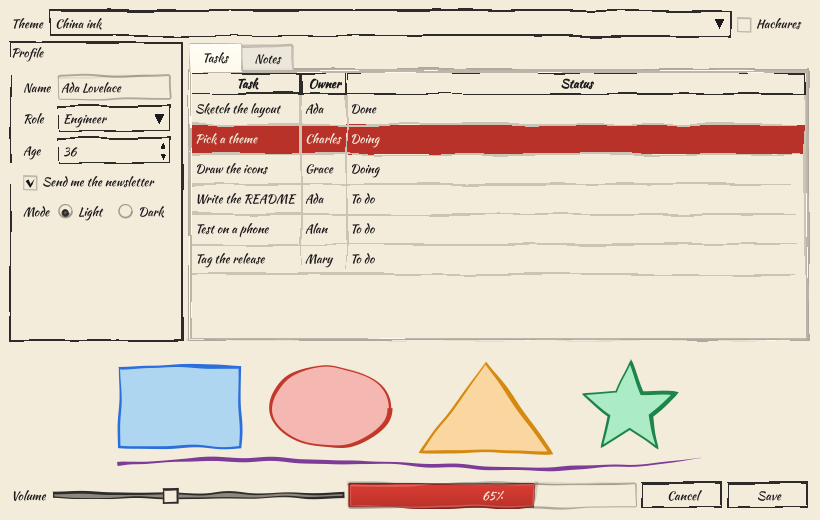 Theme China ink Hachures
Profile
Name Ada Lovelace
Role Engineer
Age 36
Send me the newsletter
Mode Light Dark
Tasks Notes
Task Owner Status
Sketch the layout Ada Done
Pick a theme Charles Doing
Draw the icons Grace Doing
Write the README Ada To do
Test on a phone Alan To do
Tag the release Mary To do
Volume 65% Cancel Save